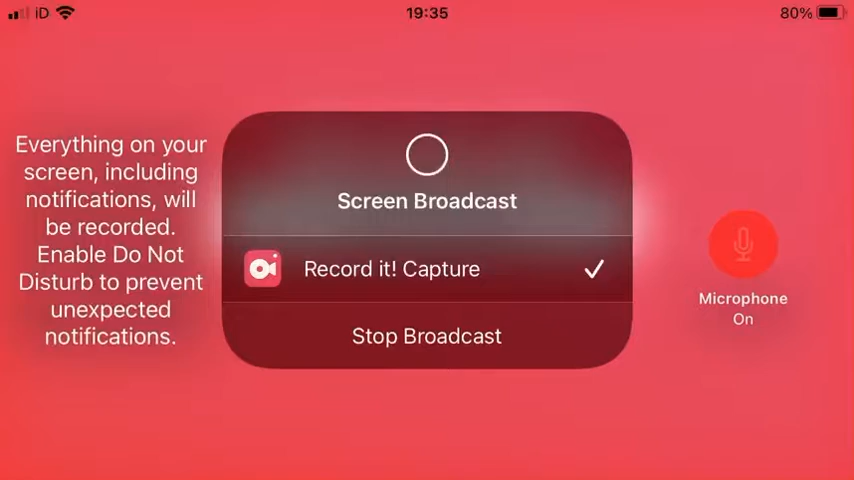 iD
19:35
80%
Everything on your
screen, including
notifications, will
be recorded.
Enable Do Not
Disturb to prevent
unexpected
notifications.
Screen Broadcast
Record it! Capture
Stop Broadcast
Microphone
On